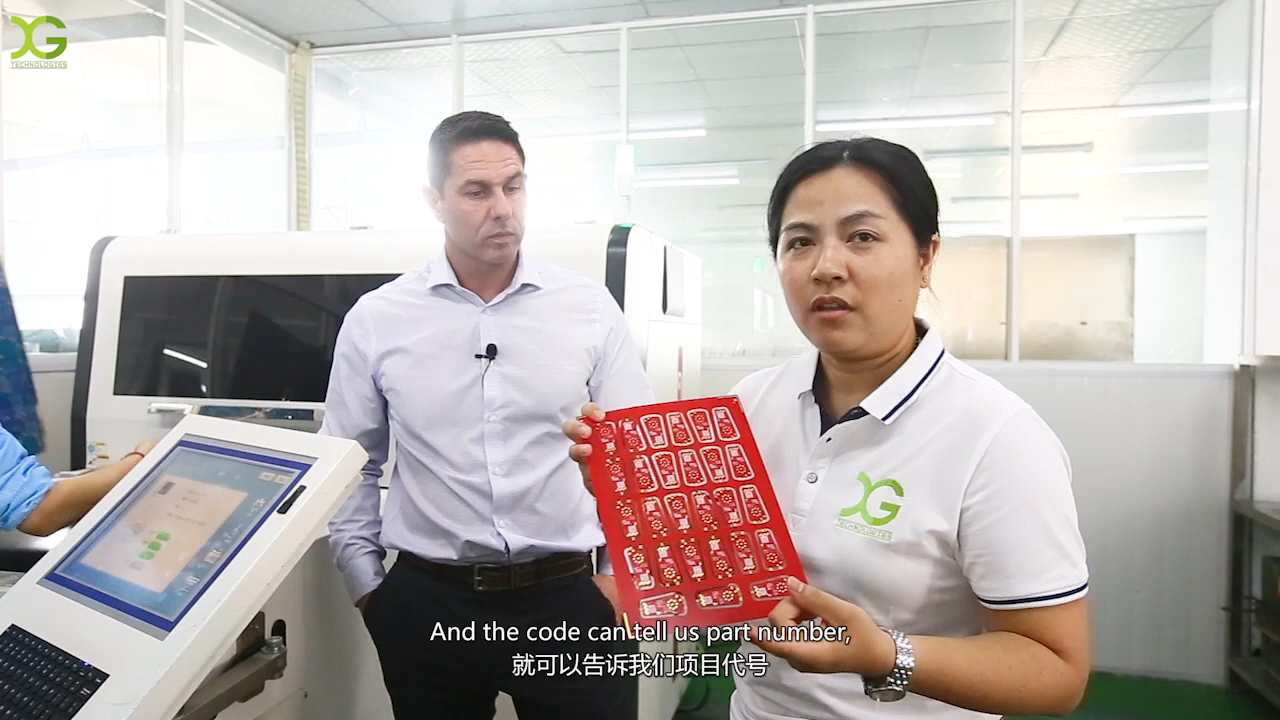 XG
TECHNOLOGIES
XG
TECHNOLOGIES
And the code can tell us part number,
就可以告诉我们项目代号